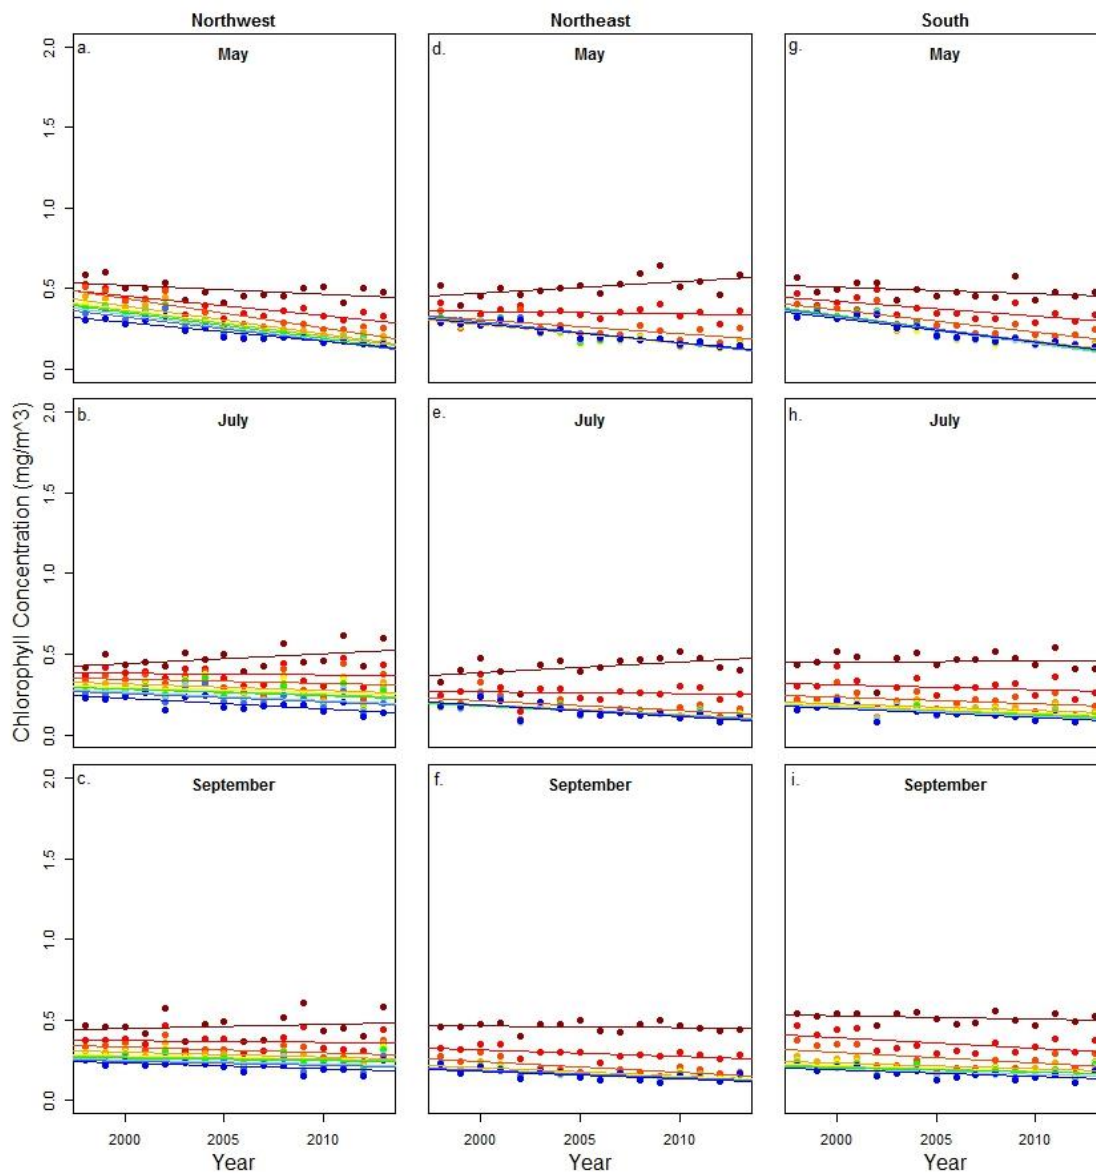 Northwest Northeast South
a. May d. May g. May
2.0
1.5
1.0
0.5
0.0
b. July e. July h. July
2.0
1.5
1.0
0.5
0.0
Chlorophyll Concentration (mg/m^3)
c. September f. September i. September
2.0
1.5
1.0
0.5
0.0
2000 2005 2010 2000 2005 2010 2000 2005 2010
Year Year Year